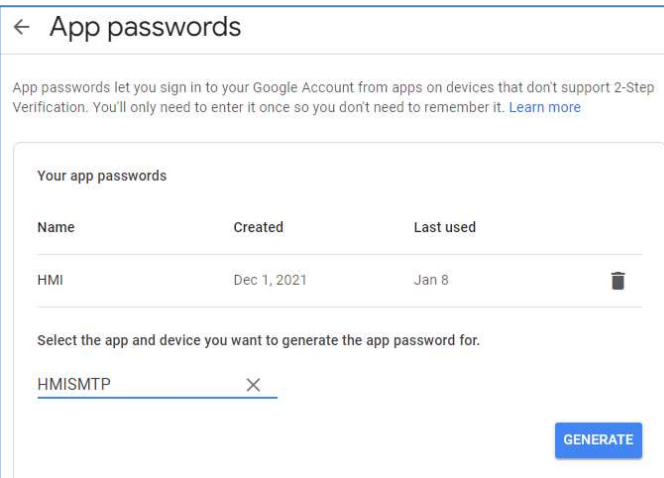 App passwords
App passwords let you sign in to your Google Account from apps on devices that don't support 2-Step
Verification. You'll only need to enter it once so you don't need to remember it. Learn more
Your app passwords
Name Created Last used
HMI Dec 1, 2021 Jan 8
Select the app and device you want to generate the app password for.
HMISMTP
GENERATE